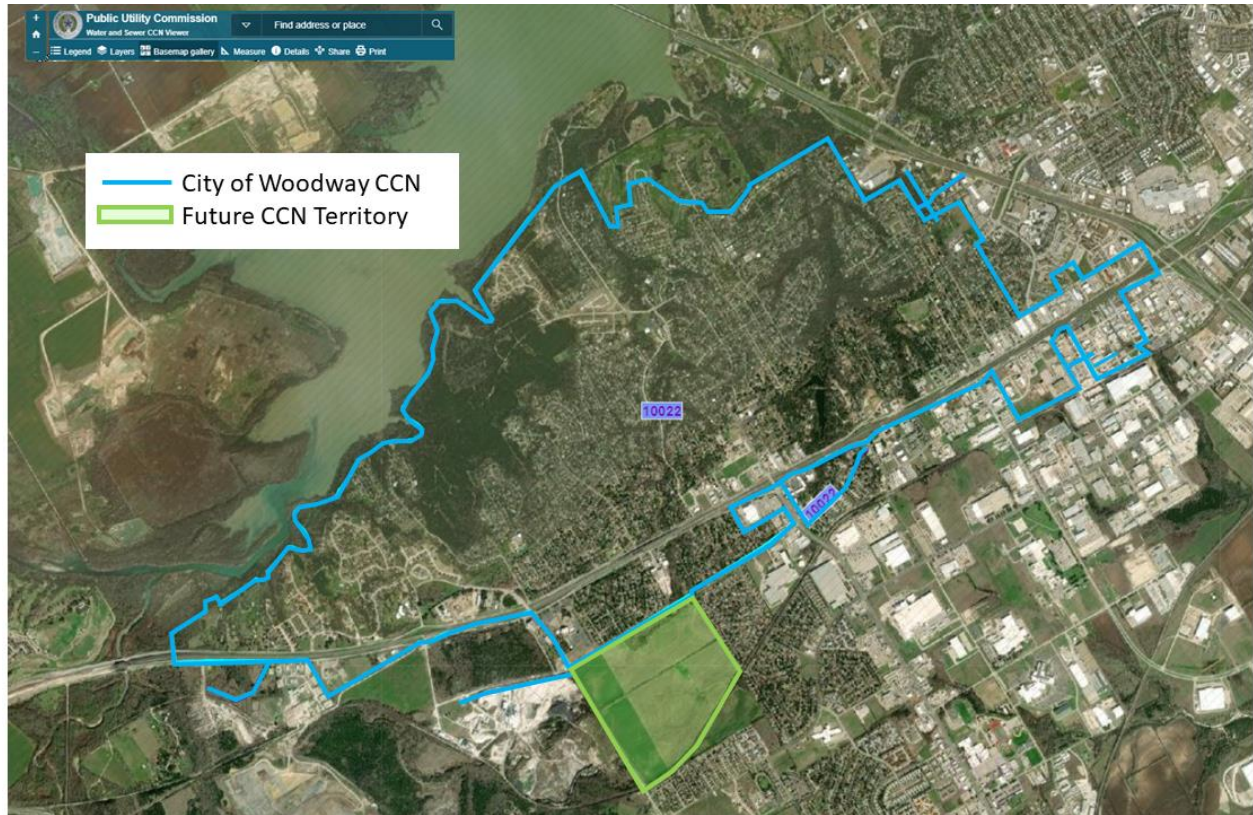 +
Public Utility Commission
Water and Sewer CCN Viewer
Find address or place
–
Legend Layers Basemap gallery Measure Details Share Print
City of Woodway CCN
Future CCN Territory
10022
10022